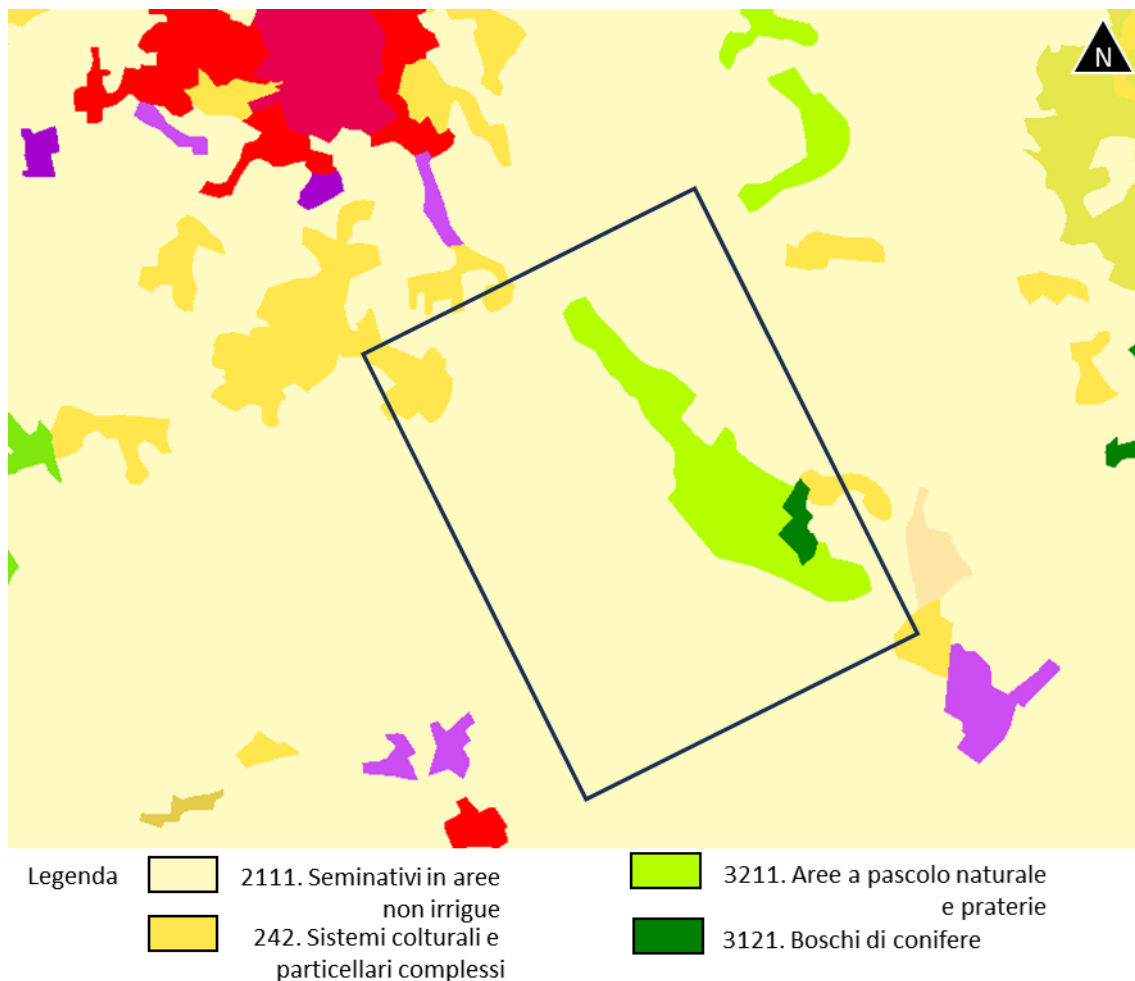 N
Legenda
2111. Seminativi in aree
non irrigue
242. Sistemi colturali e
particellari complessi
3211. Aree a pascolo naturale
e praterie
3121. Boschi di conifere